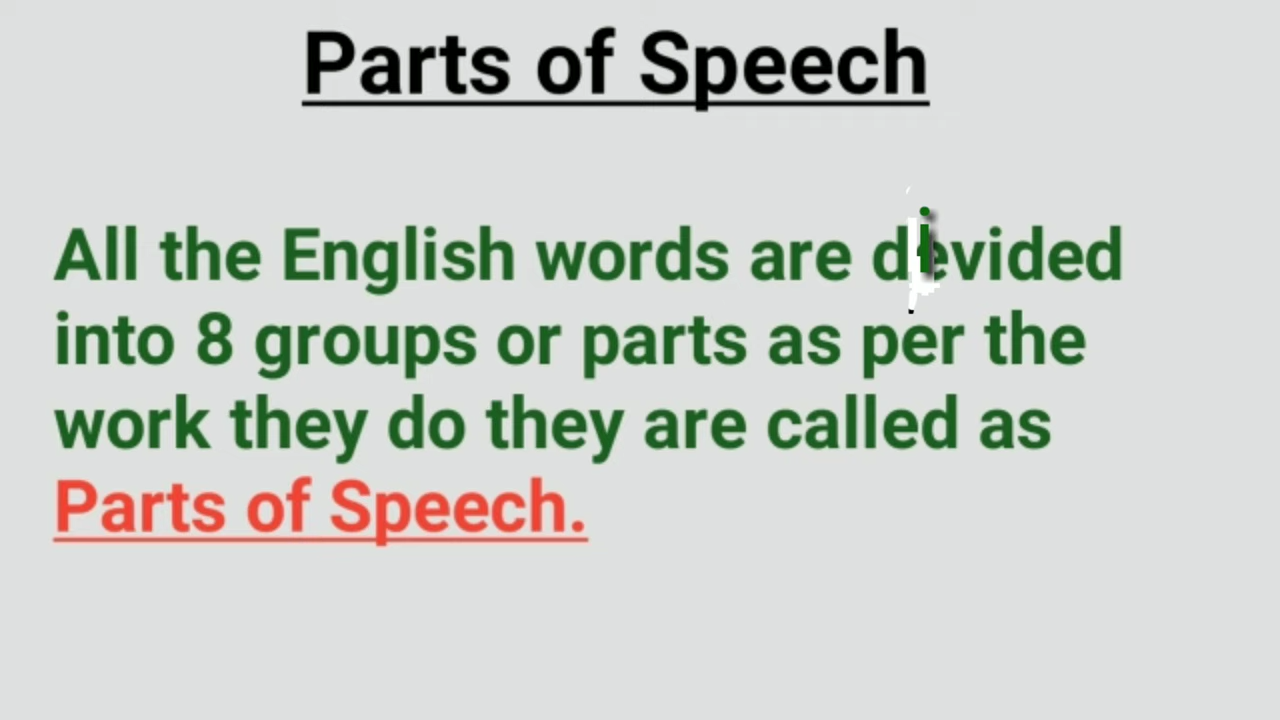 Parts of Speech
All the English words are divided
into 8 groups or parts as per the
work they do they are called as
Parts of Speech.